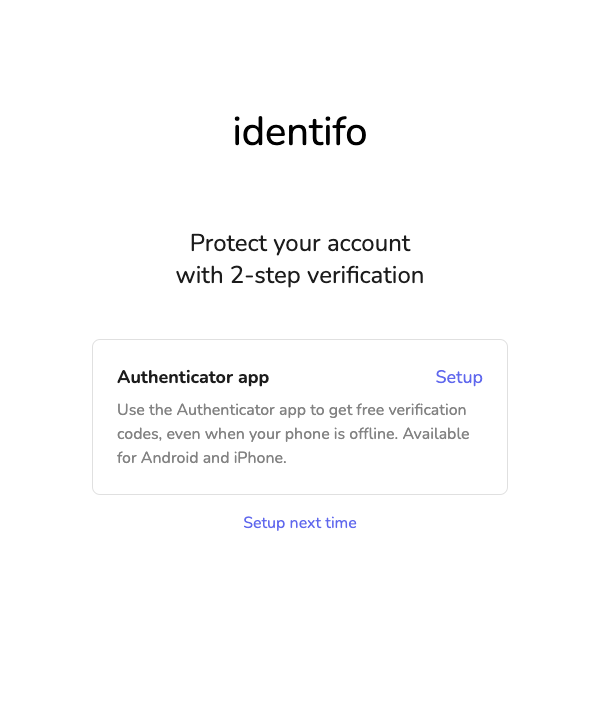 identifo
Protect your account
with 2-step verification
Authenticator app
Setup
Use the Authenticator app to get free verification
codes, even when your phone is offline. Available
for Android and iPhone.
Setup next time